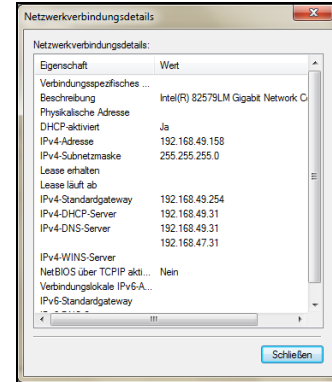 Netzwerkverbindungsdetails
Netzwerkverbindungsdetails:
Eigenschaft Wert
Verbindungsspezifisches ...
Beschreibung Intel(R) 82579LM Gigabit Network C
Physikalische Adresse
DHCP-aktiviert Ja
IPv4-Adresse 192.168.49.158
IPv4-Subnetzmaske 255.255.255.0
Lease erhalten
Lease läuft ab
IPv4-Standardgateway 192.168.49.254
IPv4-DHCP-Server 192.168.49.31
IPv4-DNS-Server 192.168.49.31
192.168.47.31
IPv4-WINS-Server
NetBIOS über TCPIP akti... Nein
Verbindungslokale IPv6-A...
IPv6-Standardgateway
Schließen